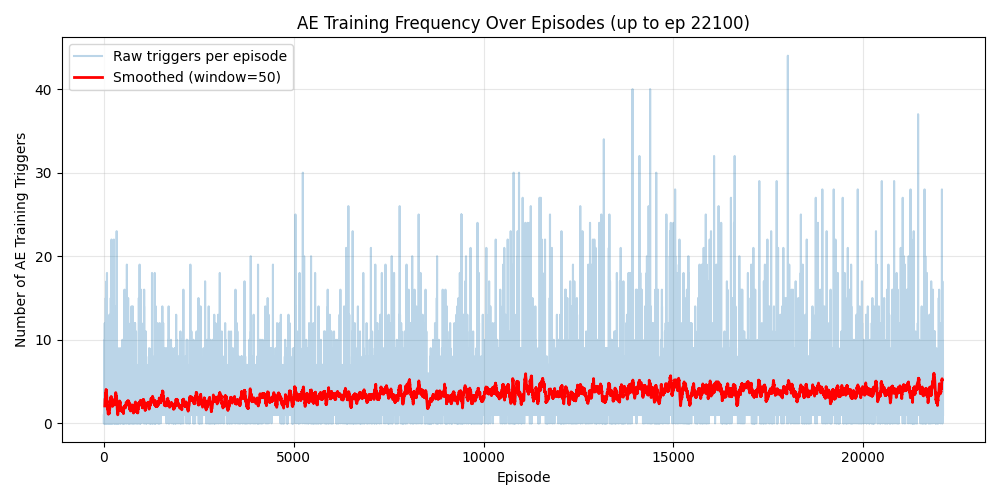 AE Training Frequency Over Episodes (up to ep 22100)
Raw triggers per episode
Smoothed (window=50)
Number of AE Training Triggers
40
30
20
10
0
0 5000 10000 15000 20000
Episode